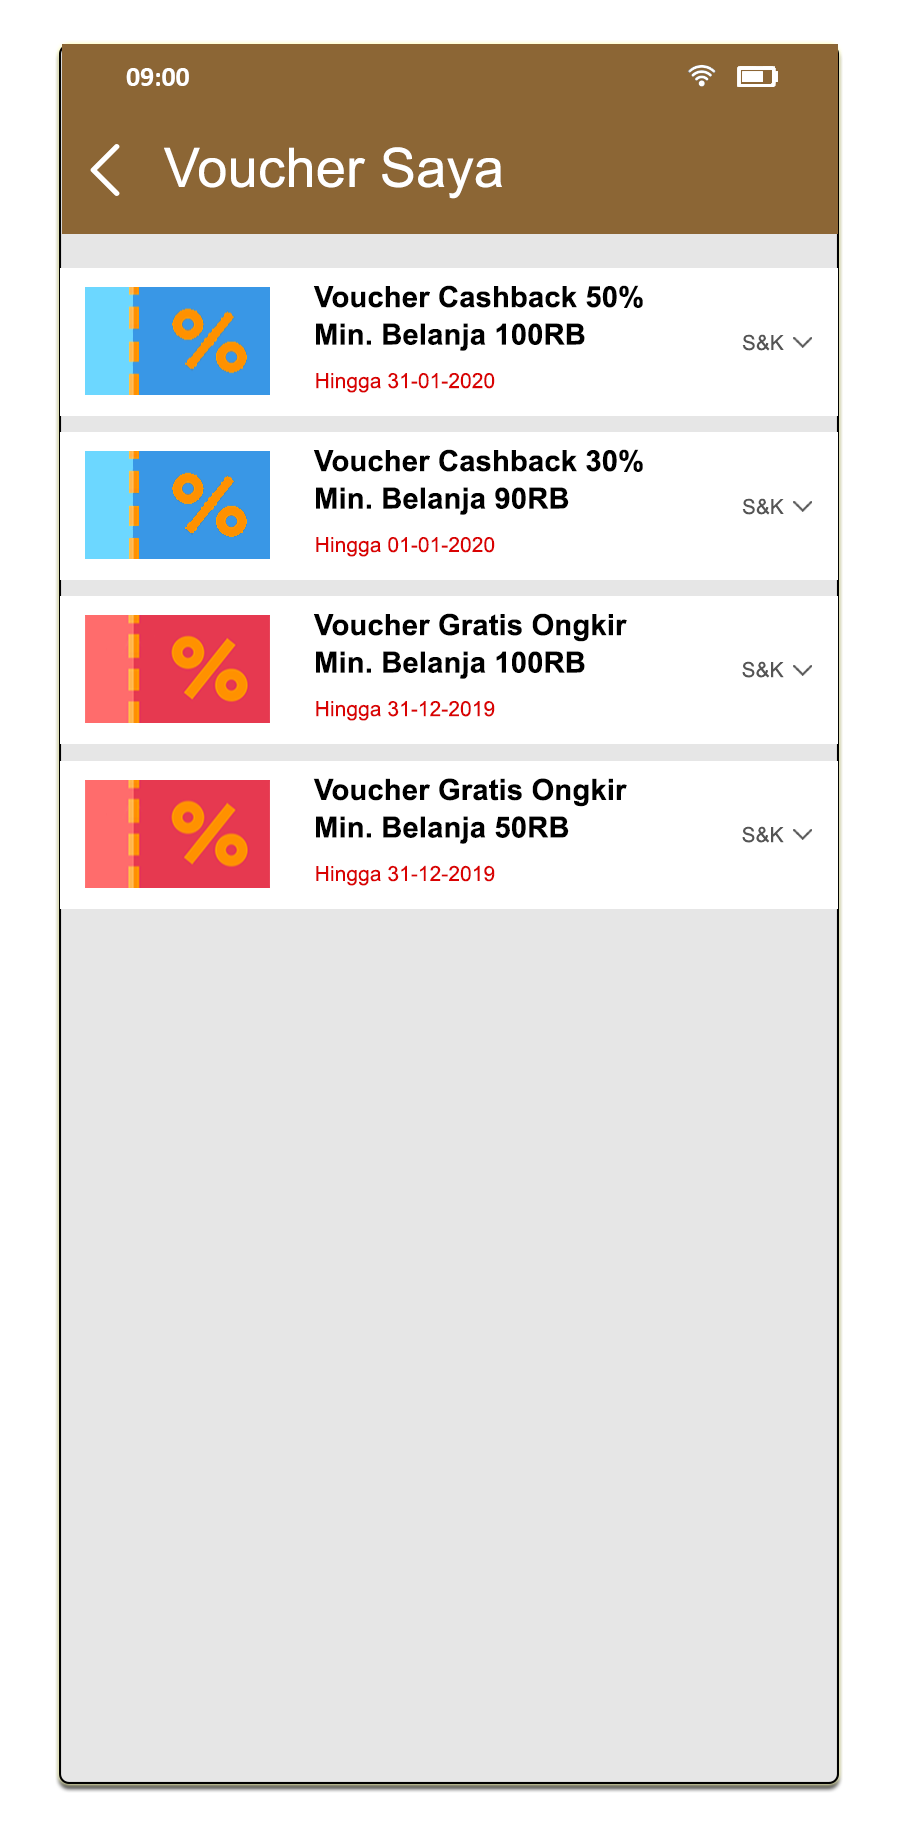 09:00
Voucher Saya
Voucher Cashback 50%
Min. Belanja 100RB
Hingga 31-01-2020
S&K
Voucher Cashback 30%
Min. Belanja 90RB
Hingga 01-01-2020
S&K
Voucher Gratis Ongkir
Min. Belanja 100RB
Hingga 31-12-2019
S&K
Voucher Gratis Ongkir
Min. Belanja 50RB
Hingga 31-12-2019
S&K